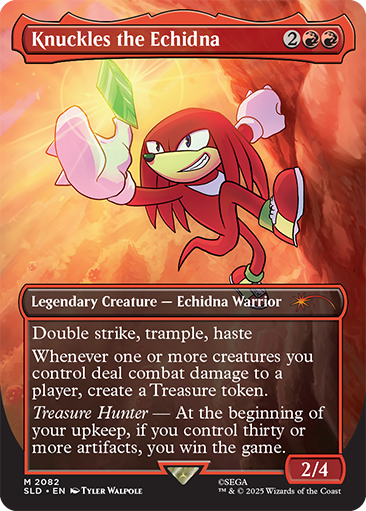 Knuckles the Echidna 2
Legendary Creature — Echidna Warrior
Double strike, trample, haste
Whenever one or more creatures you
control deal combat damage to a
player, create a Treasure token.
Treasure Hunter — At the beginning of
your upkeep, if you control thirty
or more artifacts, you win the game.
2/4
M 2082
SLD • EN Tyler Walpole
©SEGA
™ & © 2025 Wizards of the Coast